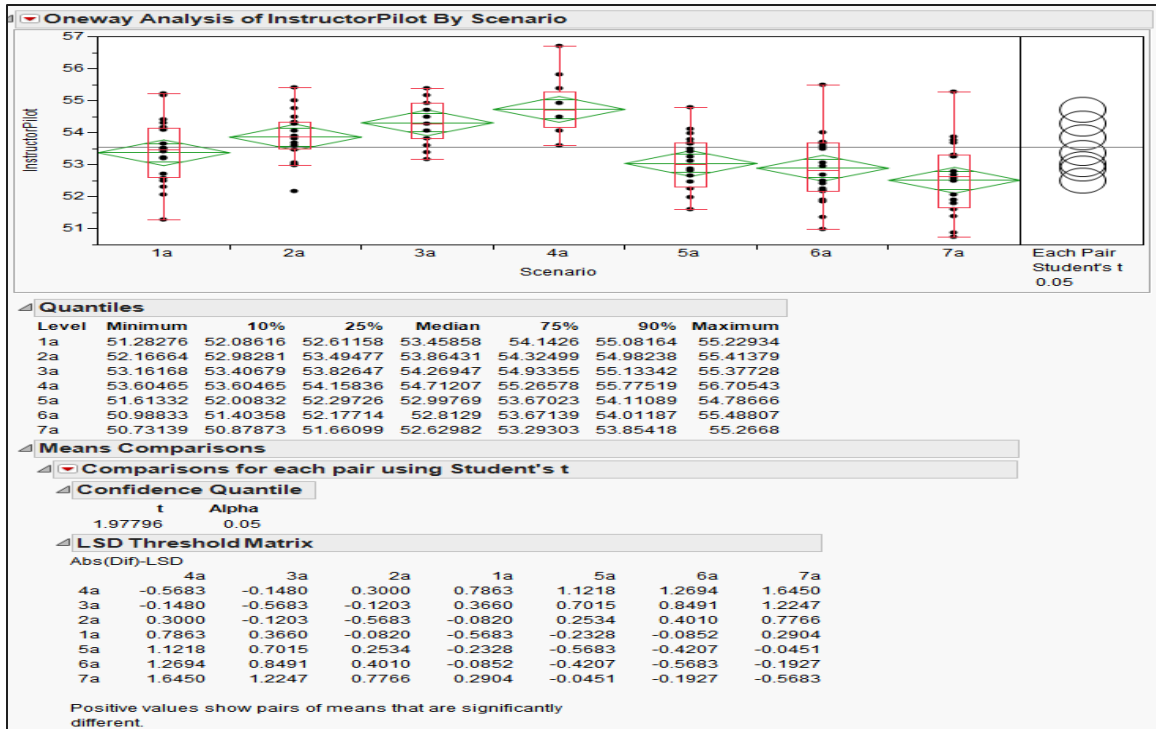 Oneway Analysis of InstructorPilot By Scenario
57
56
55
54
53
52
51
InstructorPilot
1a 2a 3a 4a 5a 6a 7a
Scenario
Each Pair
Student's t
0.05
Quantiles
Level Minimum 10% 25% Median 75% 90% Maximum
1a 51.28276 52.08616 52.61158 53.45858 54.1426 55.08164 55.22934
2a 52.16664 52.98281 53.49477 53.86431 54.32499 54.98238 55.41379
3a 53.16168 53.40679 53.82647 54.26947 54.93355 55.13342 55.37728
4a 53.60465 53.60465 54.15836 54.71207 55.26578 55.77519 56.70543
5a 51.61332 52.00832 52.29726 52.99769 53.67023 54.11089 54.78666
6a 50.98833 51.40358 52.17714 52.8129 53.67139 54.01187 55.48807
7a 50.73139 50.87873 51.66099 52.62982 53.29303 53.85418 55.2668
Means Comparisons
Comparisons for each pair using Student's t
Confidence Quantile
t Alpha
1.97796 0.05
LSD Threshold Matrix
Abs(Dif)-LSD
4a 3a 2a 1a 5a 6a 7a
4a -0.5683 -0.1480 0.3000 0.7863 1.1218 1.2694 1.6450
3a -0.1480 -0.5683 -0.1203 0.3660 0.7015 0.8491 1.2247
2a 0.3000 -0.1203 -0.5683 -0.0820 0.2534 0.4010 0.7766
1a 0.7863 0.3660 -0.0820 -0.5683 -0.2328 -0.0852 0.2904
5a 1.1218 0.7015 0.2534 -0.2328 -0.5683 -0.4207 -0.0451
6a 1.2694 0.8491 0.4010 -0.0852 -0.4207 -0.5683 -0.1927
7a 1.6450 1.2247 0.7766 0.2904 -0.0451 -0.1927 -0.5683
Positive values show pairs of means that are significantly
different.